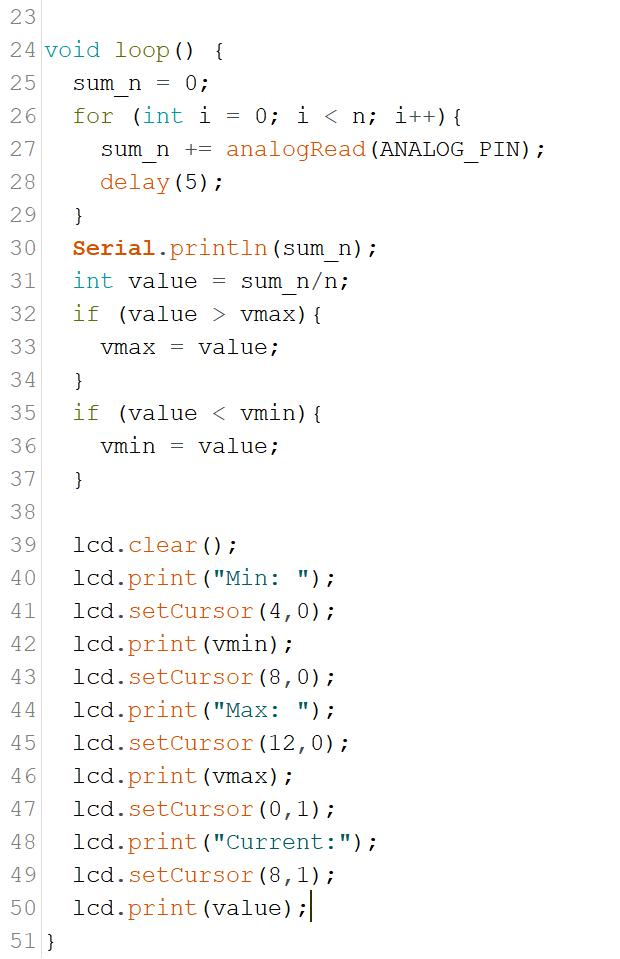 23
24 void loop() {
25   sum_n = 0;
26   for (int i = 0; i < n; i++){
27     sum_n += analogRead(ANALOG_PIN);
28     delay(5);
29   }
30   Serial.println(sum_n);
31   int value = sum_n/n;
32   if (value > vmax){
33     vmax = value;
34   }
35   if (value < vmin){
36     vmin = value;
37   }
38
39   lcd.clear();
40   lcd.print("Min: ");
41   lcd.setCursor(4,0);
42   lcd.print(vmin);
43   lcd.setCursor(8,0);
44   lcd.print("Max: ");
45   lcd.setCursor(12,0);
46   lcd.print(vmax);
47   lcd.setCursor(0,1);
48   lcd.print("Current:");
49   lcd.setCursor(8,1);
50   lcd.print(value);
51 }